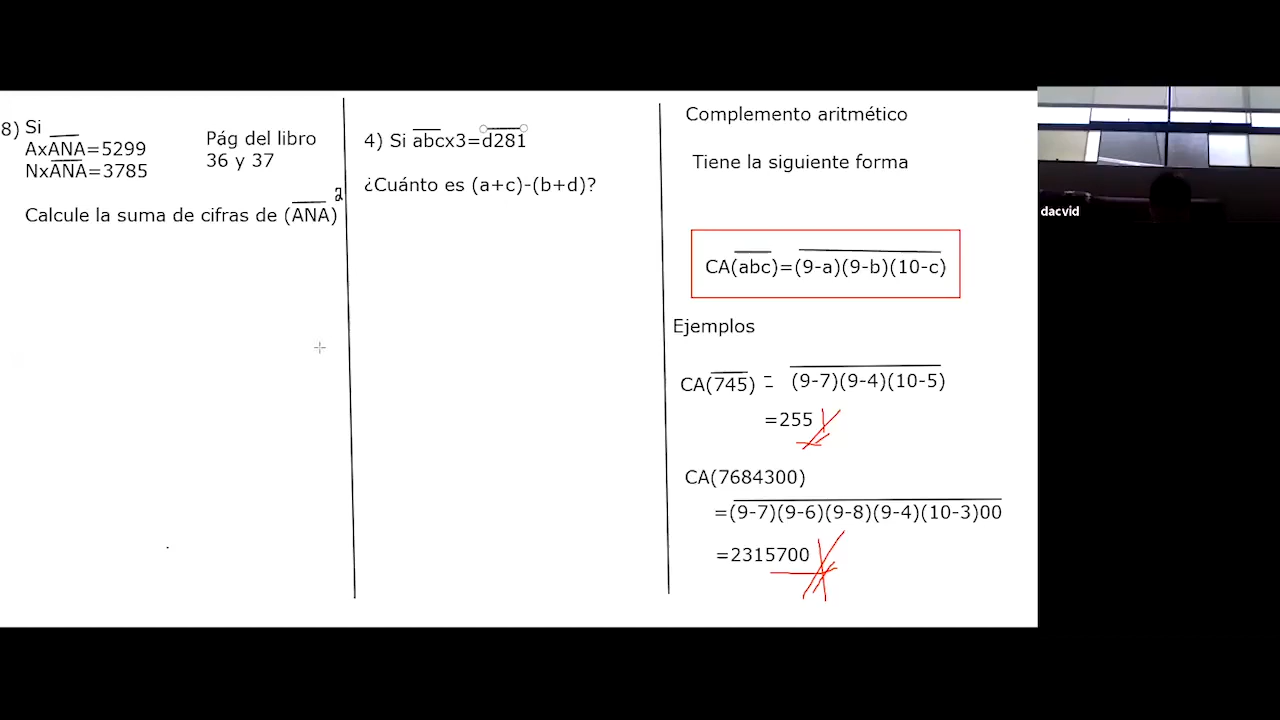 8) Si
AxANA=5299
NxANA=3785
Pág del libro
36 y 37
Calcule la suma de cifras de (ANA)²
4) Si abcx3=d281
¿Cuánto es (a+c)-(b+d)?
Complemento aritmético
Tiene la siguiente forma
CA(abc)=(9-a)(9-b)(10-c)
Ejemplos
CA(745) = (9-7)(9-4)(10-5)
=255
CA(7684300)
=(9-7)(9-6)(9-8)(9-4)(10-3)00
=2315700
dacvid